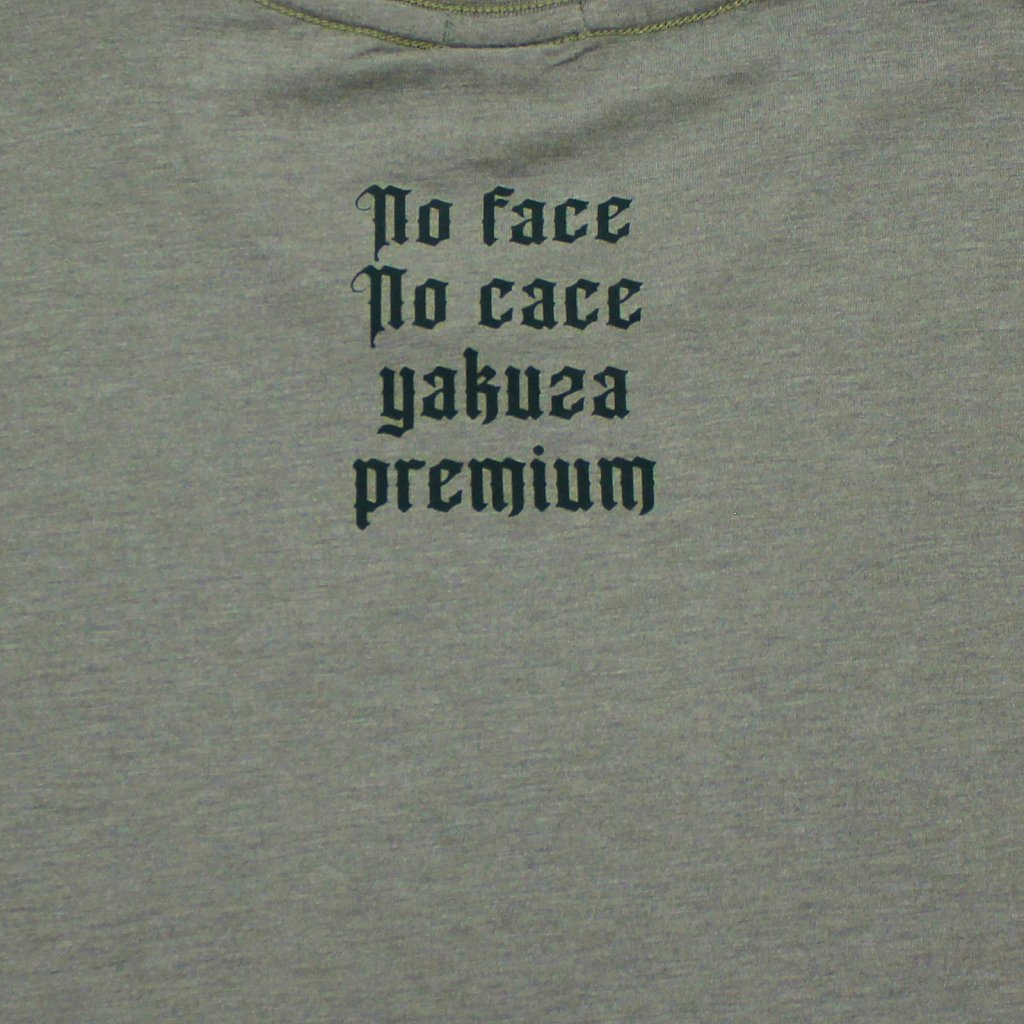 No face
No cace
yakuza
premium